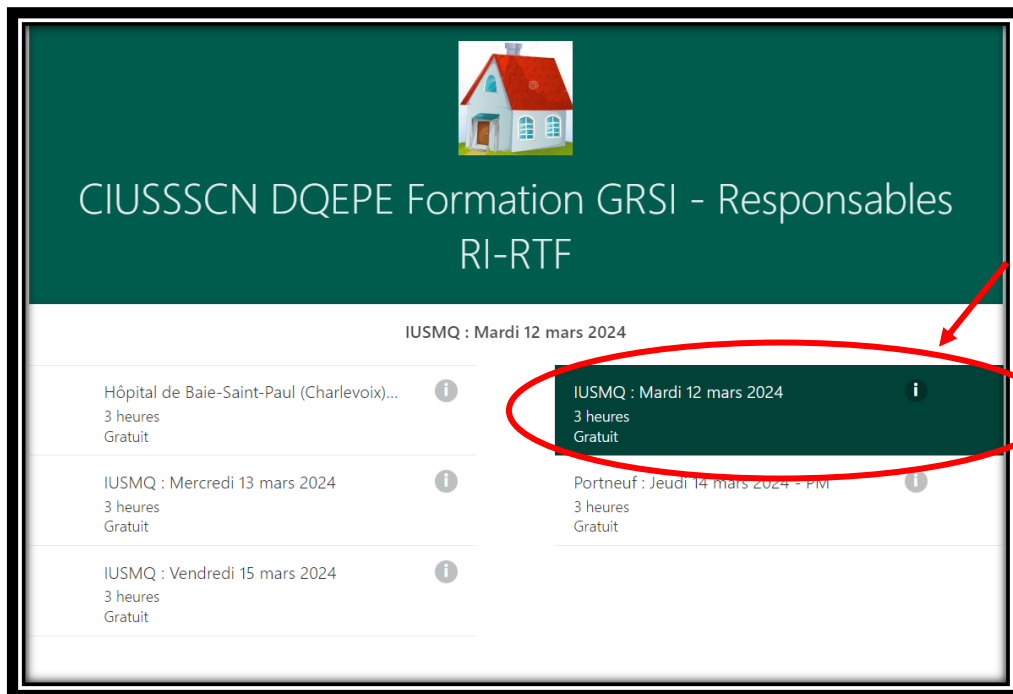 CIUSSSCN DQEPE Formation GRSI - Responsables
RI-RTF
IUSMQ : Mardi 12 mars 2024
Hôpital de Baie-Saint-Paul (Charlevoix)...
3 heures
Gratuit
IUSMQ : Mardi 12 mars 2024
3 heures
Gratuit
IUSMQ : Mercredi 13 mars 2024
3 heures
Gratuit
Portneuf : Jeudi 14 mars 2024 - PM
3 heures
Gratuit
IUSMQ : Vendredi 15 mars 2024
3 heures
Gratuit